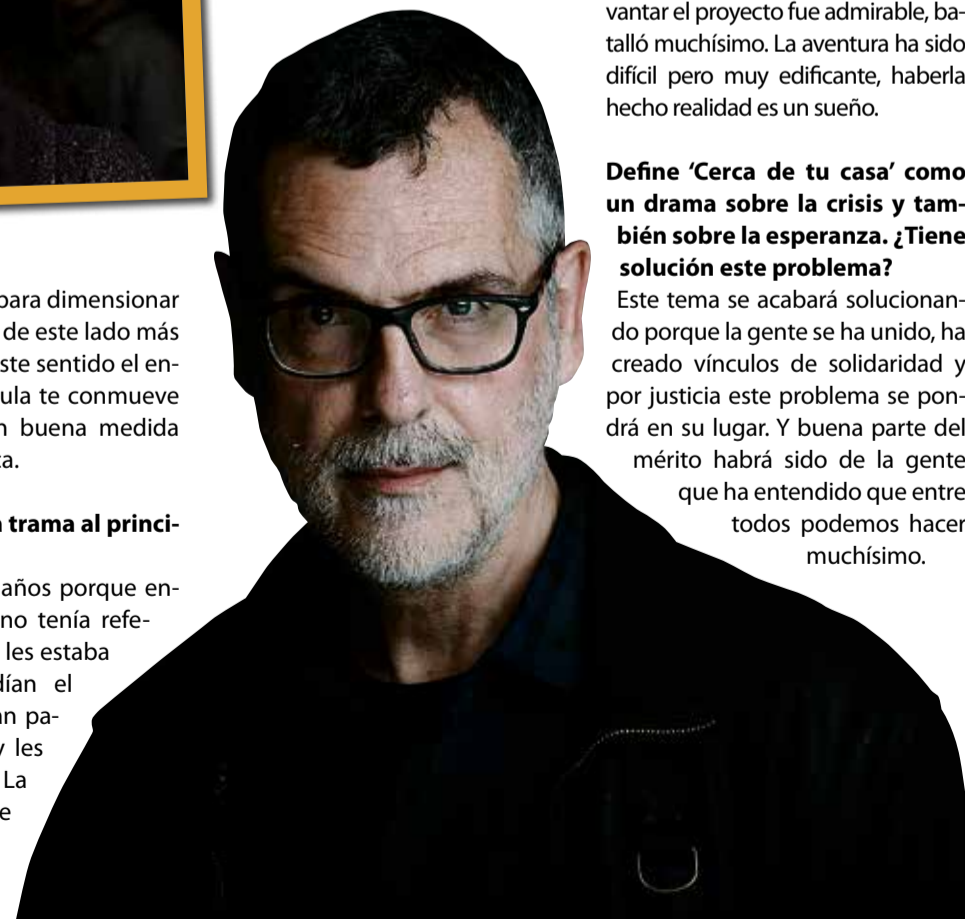 para dimensionar
de este lado más
ste sentido el en-
ula te conmueve
n buena medida
ta.
trama al princi-
años porque en-
no tenía refe-
les estaba
dían el
an pa-
y les
La
e
vantar el proyecto fue admirable, ba-
talló muchísimo. La aventura ha sido
difícil pero muy edificante, haberla
hecho realidad es un sueño.
Define ‘Cerca de tu casa’ como
un drama sobre la crisis y tam-
bién sobre la esperanza. ¿Tiene
solución este problema?
Este tema se acabará solucionan-
do porque la gente se ha unido, ha
creado vínculos de solidaridad y
por justicia este problema se pon-
drá en su lugar. Y buena parte del
mérito habrá sido de la gente
que ha entendido que entre
todos podemos hacer
muchísimo.